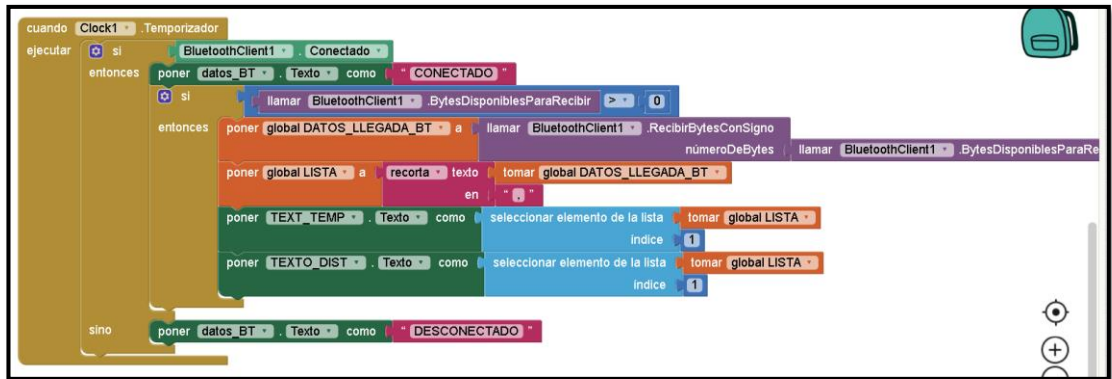 cuando Clock1 .Temporizador
ejecutar si BluetoothClient1 . Conectado
entonces poner datos_BT . Texto como " CONECTADO "
si llamar BluetoothClient1 .BytesDisponiblesParaRecibir > 0
entonces poner global DATOS_LLEGADA_BT a llamar BluetoothClient1 .RecibirBytesConSigno
númeroDeBytes llamar BluetoothClient1 .BytesDisponiblesParaRe
poner global LISTA a recorta texto tomar global DATOS_LLEGADA_BT
en " , "
poner TEXT_TEMP . Texto como seleccionar elemento de la lista tomar global LISTA
índice 1
poner TEXTO_DIST . Texto como seleccionar elemento de la lista tomar global LISTA
índice 1
sino poner datos_BT . Texto como " DESCONECTADO "